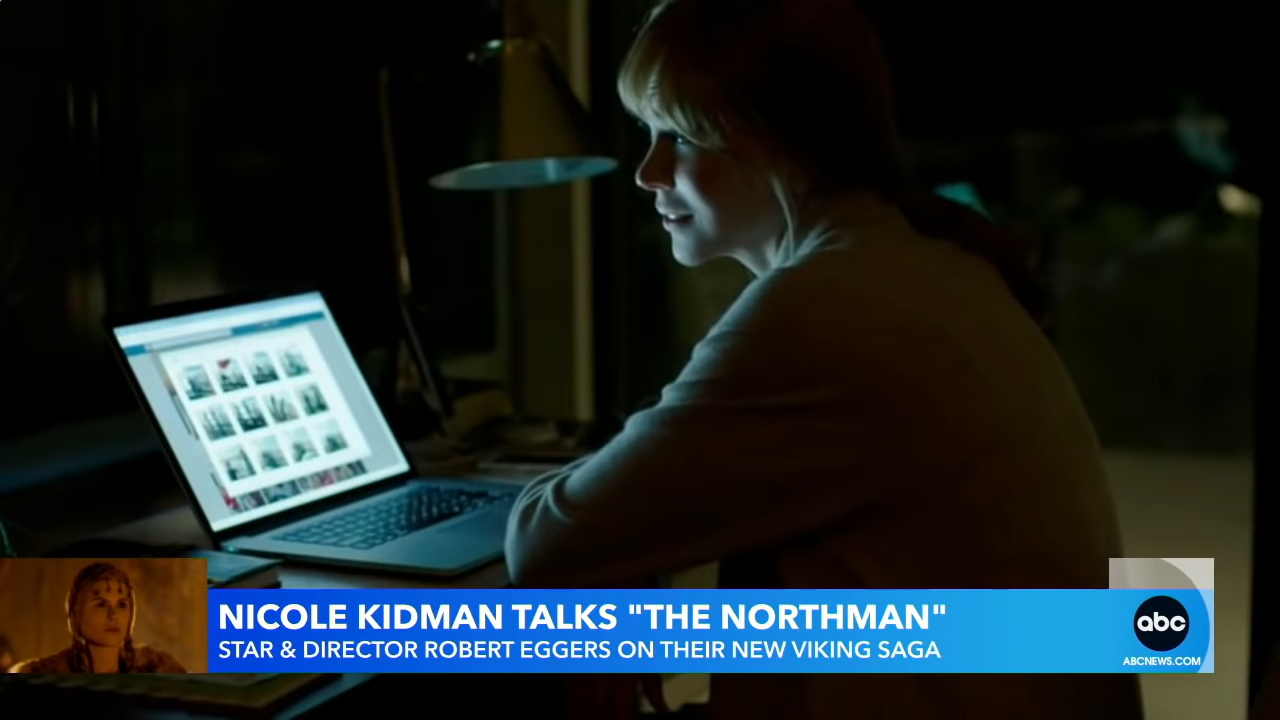 NICOLE KIDMAN TALKS "THE NORTHMAN"
STAR & DIRECTOR ROBERT EGGERS ON THEIR NEW VIKING SAGA
abc
ABCNEWS.COM